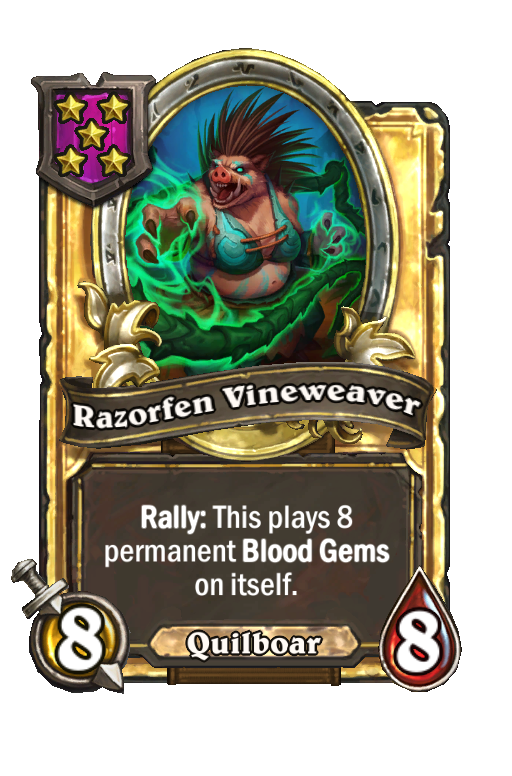 Razorfen Vineweaver
Rally: This plays 8
permanent Blood Gems
on itself.
8
Quilboar
8